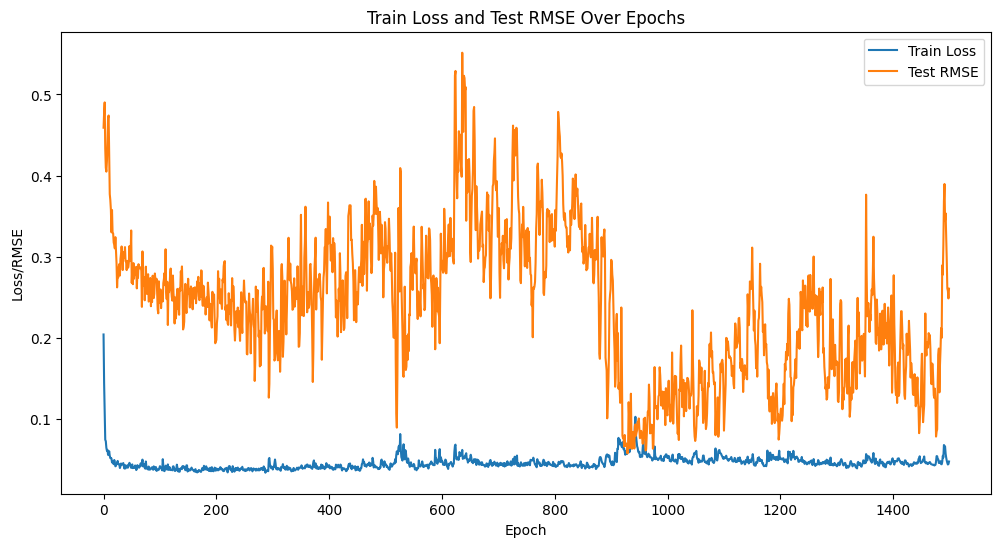 Train Loss and Test RMSE Over Epochs
Train Loss
Test RMSE
Loss/RMSE
0.5
0.4
0.3
0.2
0.1
0 200 400 600 800 1000 1200 1400
Epoch